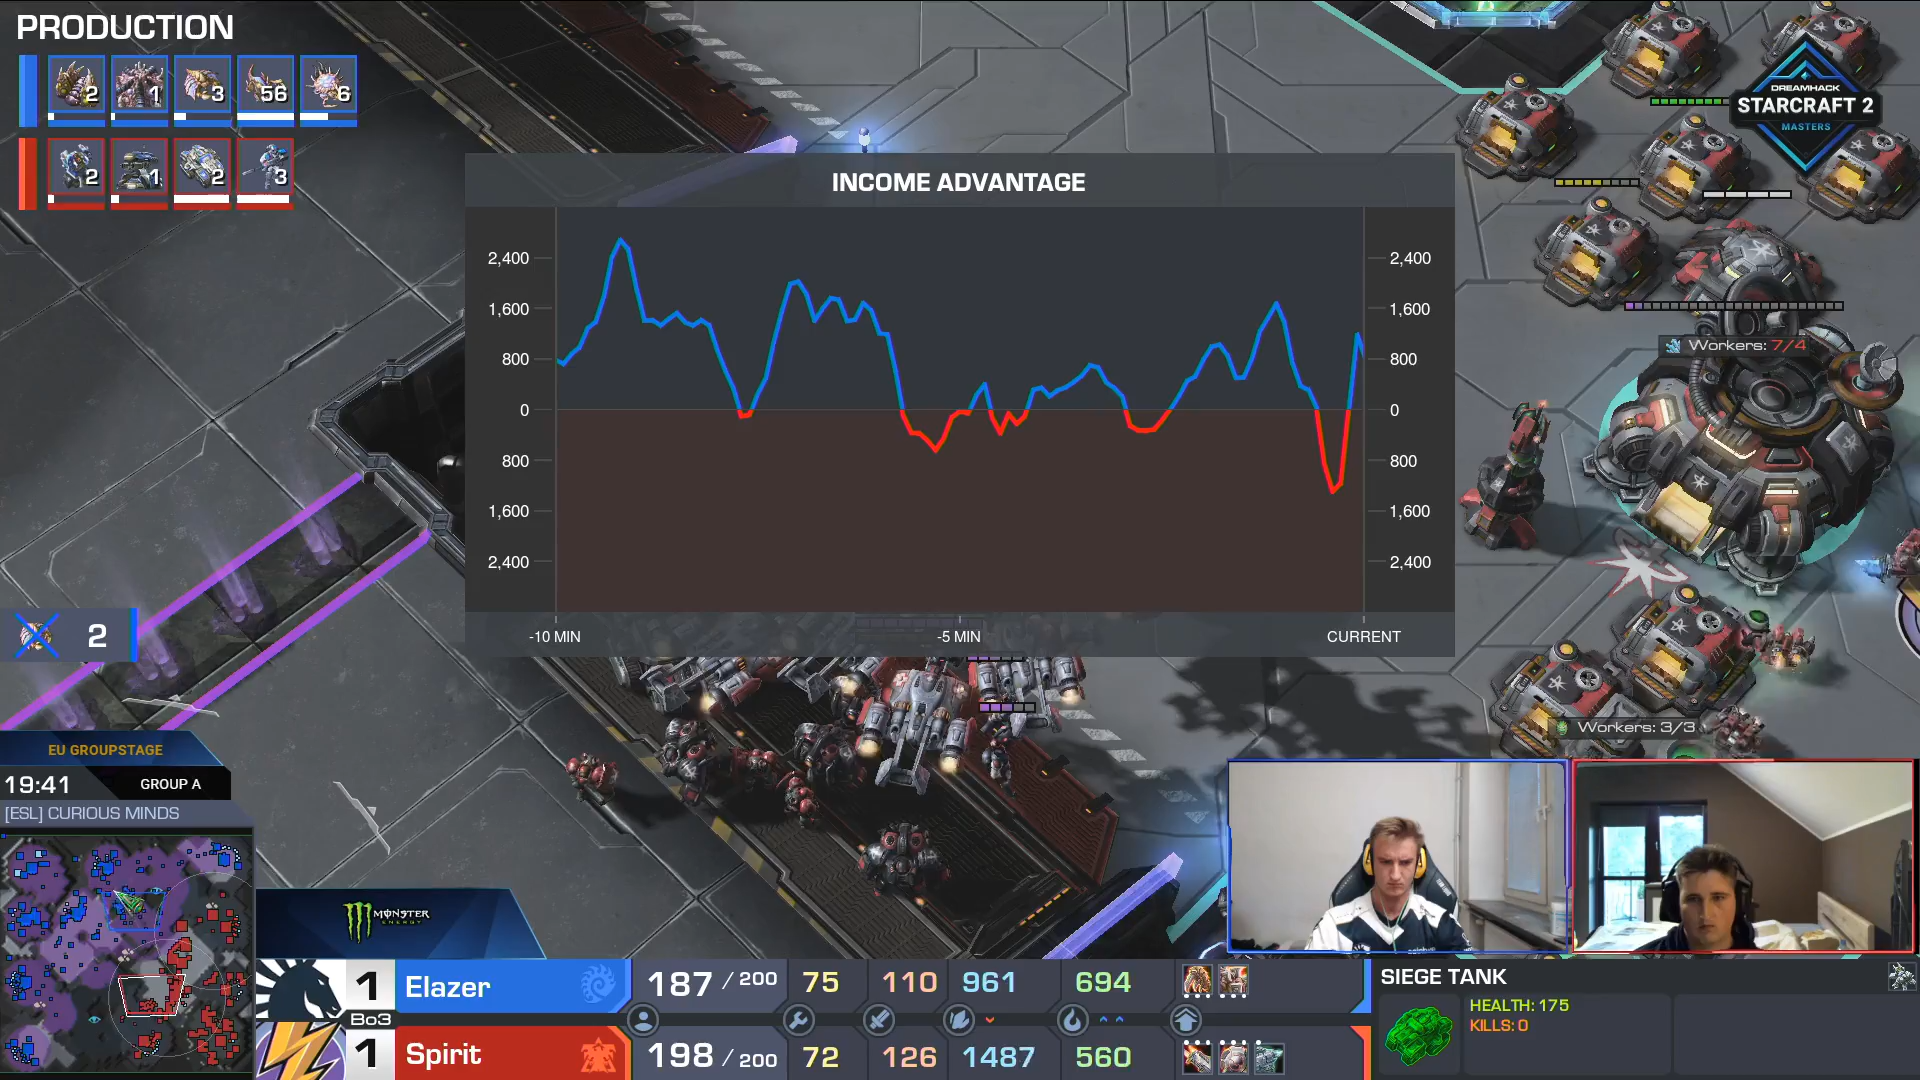 PRODUCTION
2 1 3 56 6
2 1 2 3
DREAMHACK
STARCRAFT 2
MASTERS
INCOME ADVANTAGE
2,400 2,400
1,600 1,600
800 800
0 0
800 800
1,600 1,600
2,400 2,400
-10 MIN -5 MIN CURRENT
Workers: 7/4
Workers: 3/3
2
EU GROUPSTAGE
19:41 GROUP A
[ESL] CURIOUS MINDS
MONSTER
ENERGY
1 Elazer 187 / 200 75 110 961 694
Bo3
1 Spirit 198 / 200 72 126 1487 560
SIEGE TANK
HEALTH: 175
KILLS: 0